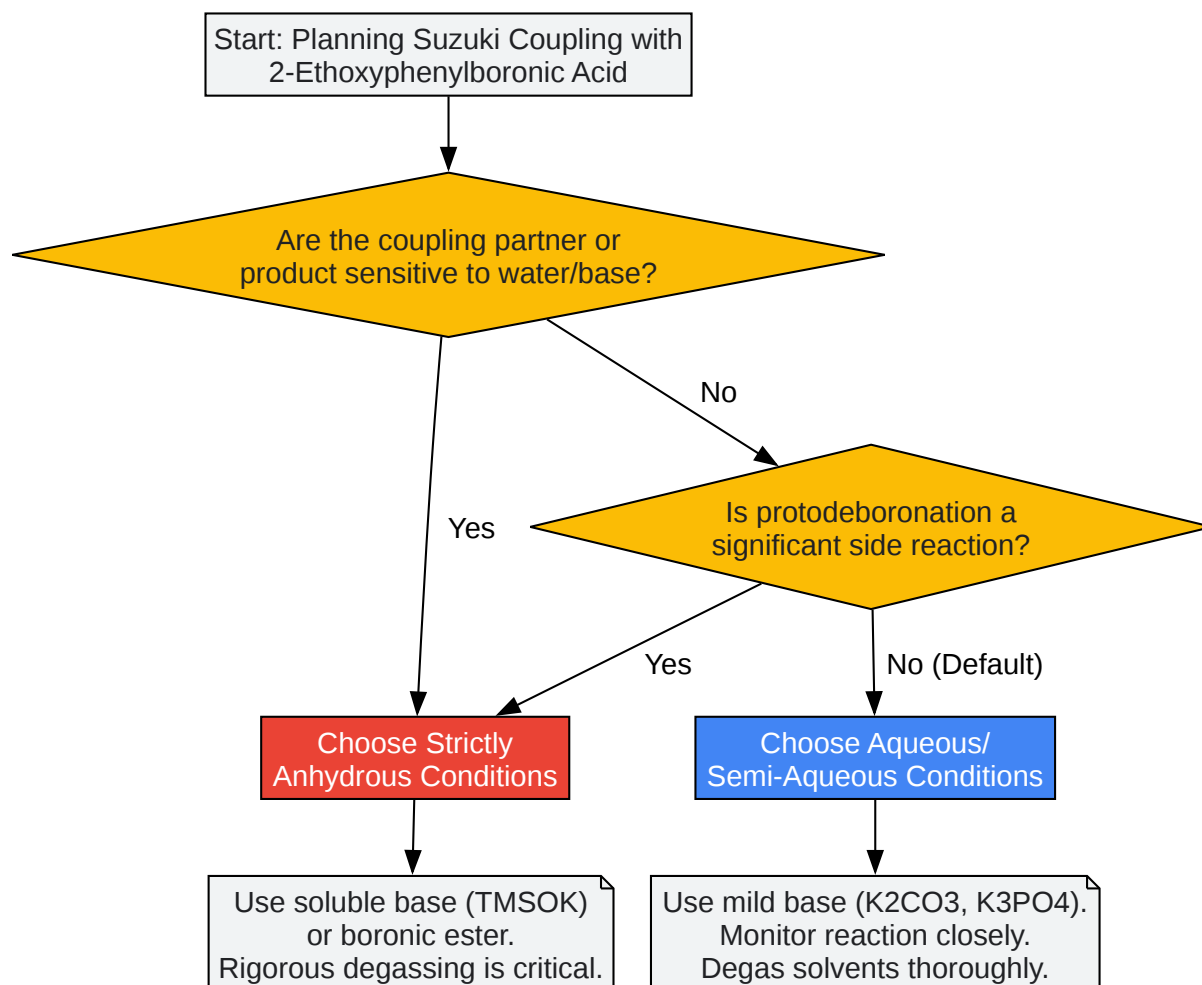 Start: Planning Suzuki Coupling with
2-Ethoxyphenylboronic Acid
Are the coupling partner or
product sensitive to water/base?
No
Is protodeboronation a
significant side reaction?
Yes
Yes
No (Default)
Choose Strictly
Anhydrous Conditions
Choose Aqueous/
Semi-Aqueous Conditions
Use soluble base (TMSOK)
or boronic ester.
Rigorous degassing is critical.
Use mild base (K2CO3, K3PO4).
Monitor reaction closely.
Degas solvents thoroughly.